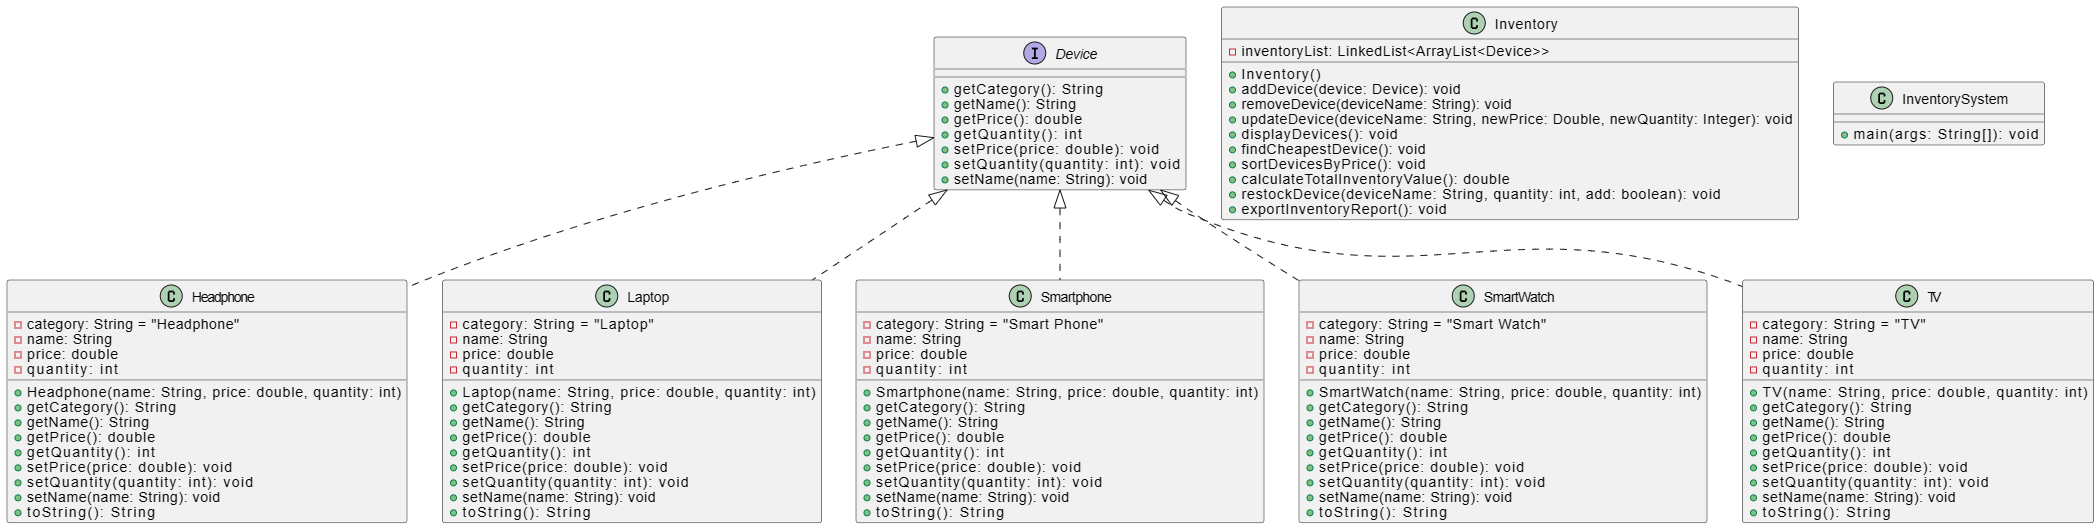 I Device
getCategory(): String
getName(): String
getPrice(): double
getQuantity(): int
setPrice(price: double): void
setQuantity(quantity: int): void
setName(name: String): void
C Inventory
inventoryList: LinkedList<ArrayList<Device>>
Inventory()
addDevice(device: Device): void
removeDevice(deviceName: String): void
updateDevice(deviceName: String, newPrice: Double, newQuantity: Integer): void
displayDevices(): void
findCheapestDevice(): void
sortDevicesByPrice(): void
calculateTotalInventoryValue(): double
restockDevice(deviceName: String, quantity: int, add: boolean): void
exportInventoryReport(): void
C InventorySystem
main(args: String[]): void
C Headphone
category: String = "Headphone"
name: String
price: double
quantity: int
Headphone(name: String, price: double, quantity: int)
getCategory(): String
getName(): String
getPrice(): double
getQuantity(): int
setPrice(price: double): void
setQuantity(quantity: int): void
setName(name: String): void
toString(): String
C Laptop
category: String = "Laptop"
name: String
price: double
quantity: int
Laptop(name: String, price: double, quantity: int)
getCategory(): String
getName(): String
getPrice(): double
getQuantity(): int
setPrice(price: double): void
setQuantity(quantity: int): void
setName(name: String): void
toString(): String
C Smartphone
category: String = "Smart Phone"
name: String
price: double
quantity: int
Smartphone(name: String, price: double, quantity: int)
getCategory(): String
getName(): String
getPrice(): double
getQuantity(): int
setPrice(price: double): void
setQuantity(quantity: int): void
setName(name: String): void
toString(): String
C SmartWatch
category: String = "Smart Watch"
name: String
price: double
quantity: int
SmartWatch(name: String, price: double, quantity: int)
getCategory(): String
getName(): String
getPrice(): double
getQuantity(): int
setPrice(price: double): void
setQuantity(quantity: int): void
setName(name: String): void
toString(): String
C TV
category: String = "TV"
name: String
price: double
quantity: int
TV(name: String, price: double, quantity: int)
getCategory(): String
getName(): String
getPrice(): double
getQuantity(): int
setPrice(price: double): void
setQuantity(quantity: int): void
setName(name: String): void
toString(): String